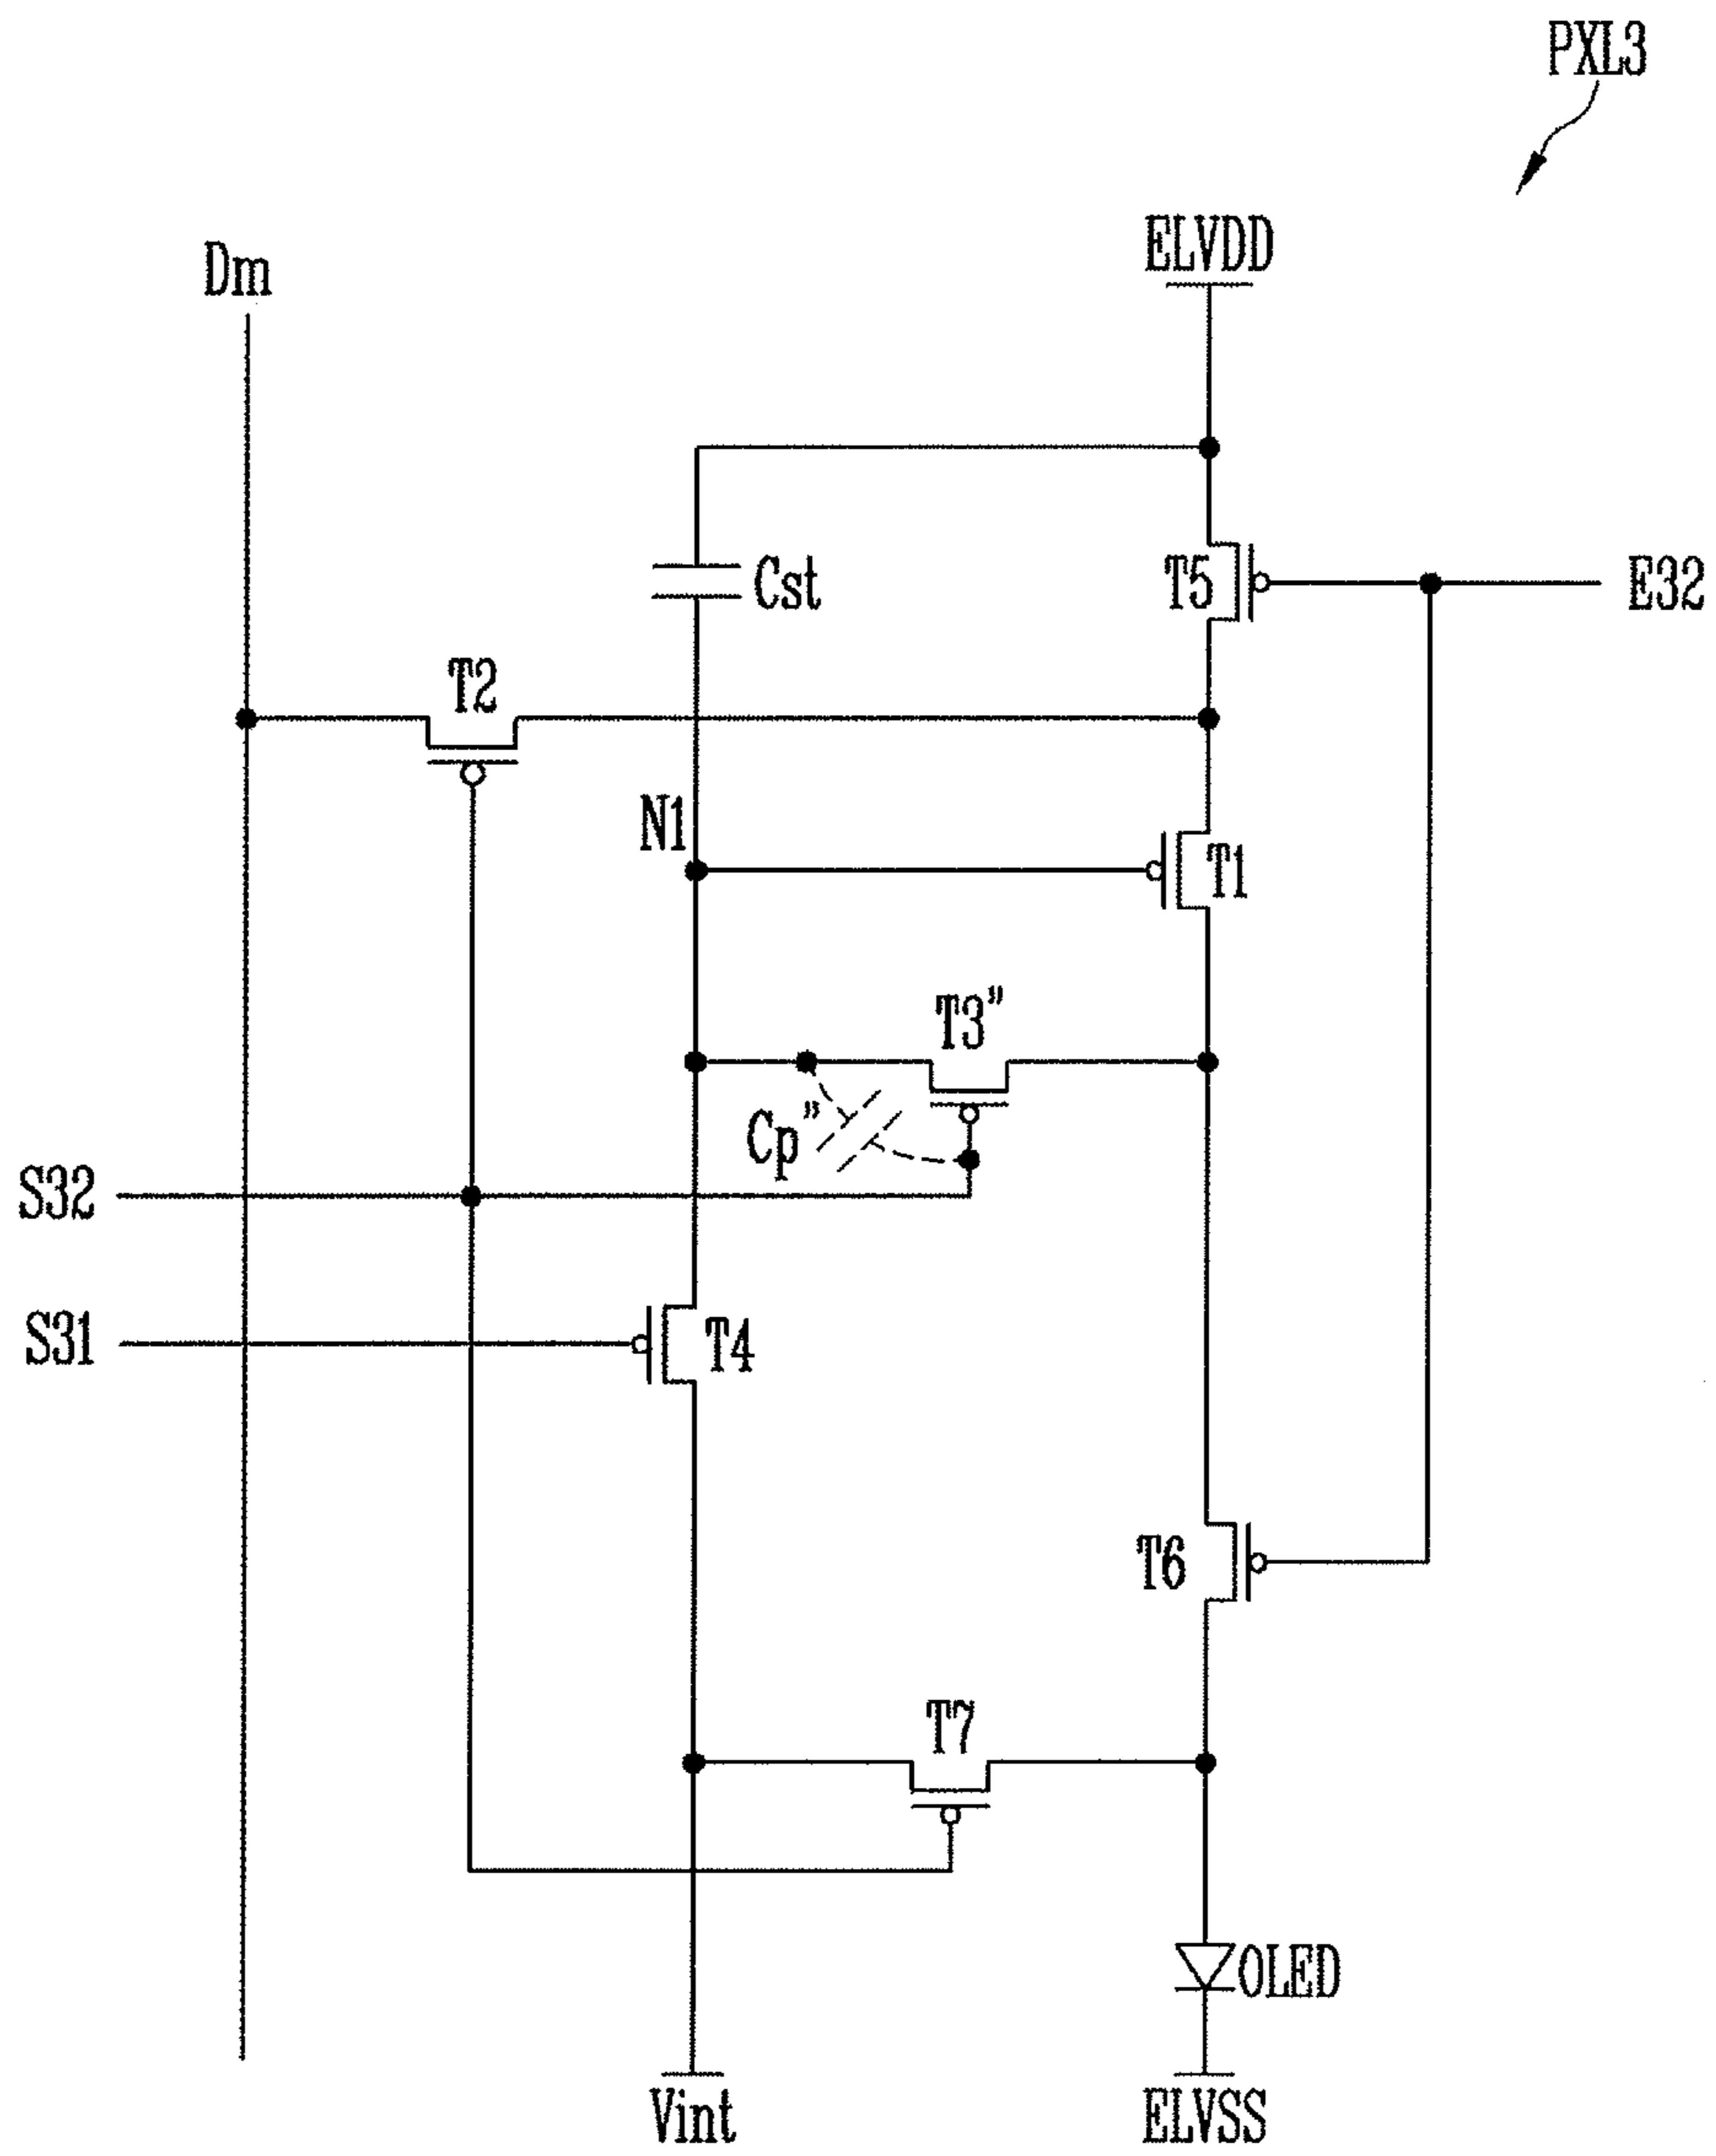 PXL3
ELVDD
Dm
T5
E32
Cst
T2
N1
T1
T3”
Cp”
S32
S31
T4
T6
T7
OLED
Vint
ELVSS